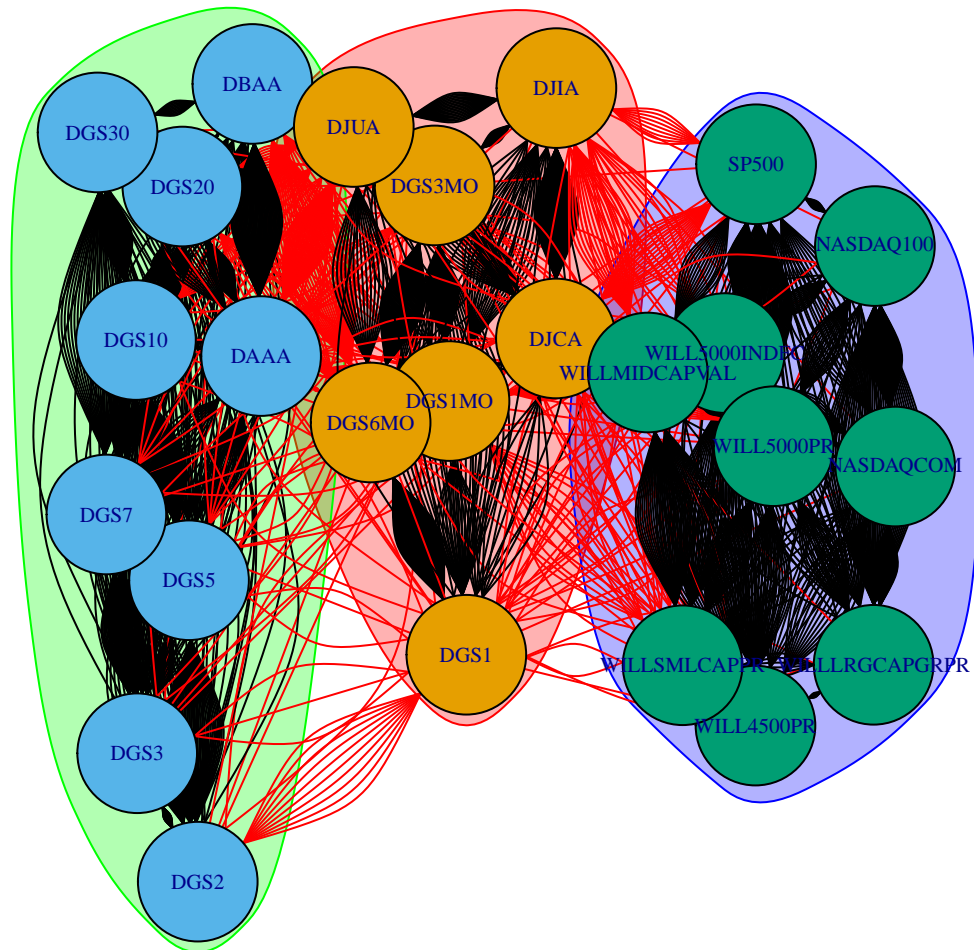 DBAA
DJIA
DGS30
DJUA
SP500
DGS20
DGS3MO
NASDAQ100
DGS10
DJCA
DAAA
WILL5000INDFC
WILLMIDCAPVAL
DGS1MO
DGS6MO
WILL5000PR
NASDAQCOM
DGS7
DGS5
DGS1
WILLSMLCAPPR
WILLLRGCAPGRPR
WILL4500PR
DGS3
DGS2